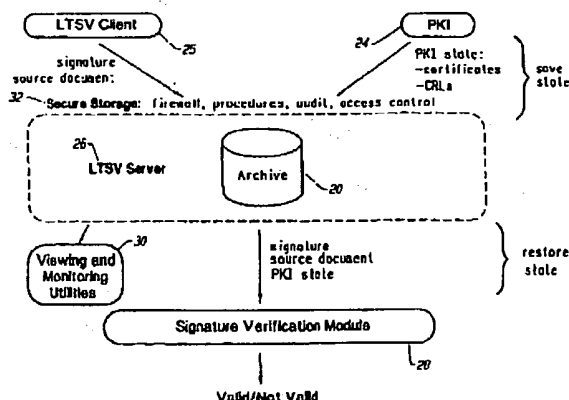 LTSV Client
25
24
PKI
signature
source document:
PKI state:
-certificates
-CRLs
save
state
32
Secure Storage: firewall, procedures, audit, access control
26
LTSV Server
Archive
20
30
Viewing and
Monitoring
Utilities
signature
source document
PKI state
restore
state
Signature Verification Module
28
Valid/Not Valid